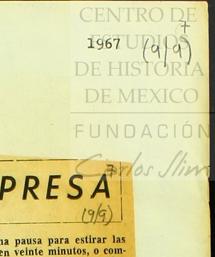 CENTRO DE
ESTUDIOS
7
1967 (9/9)
DE HISTORIA
DE MEXICO
FUNDACIÓN
Carlos Slim
PRESA 7
(9/9)
na pausa para estirar las
en veinte minutos, o com-